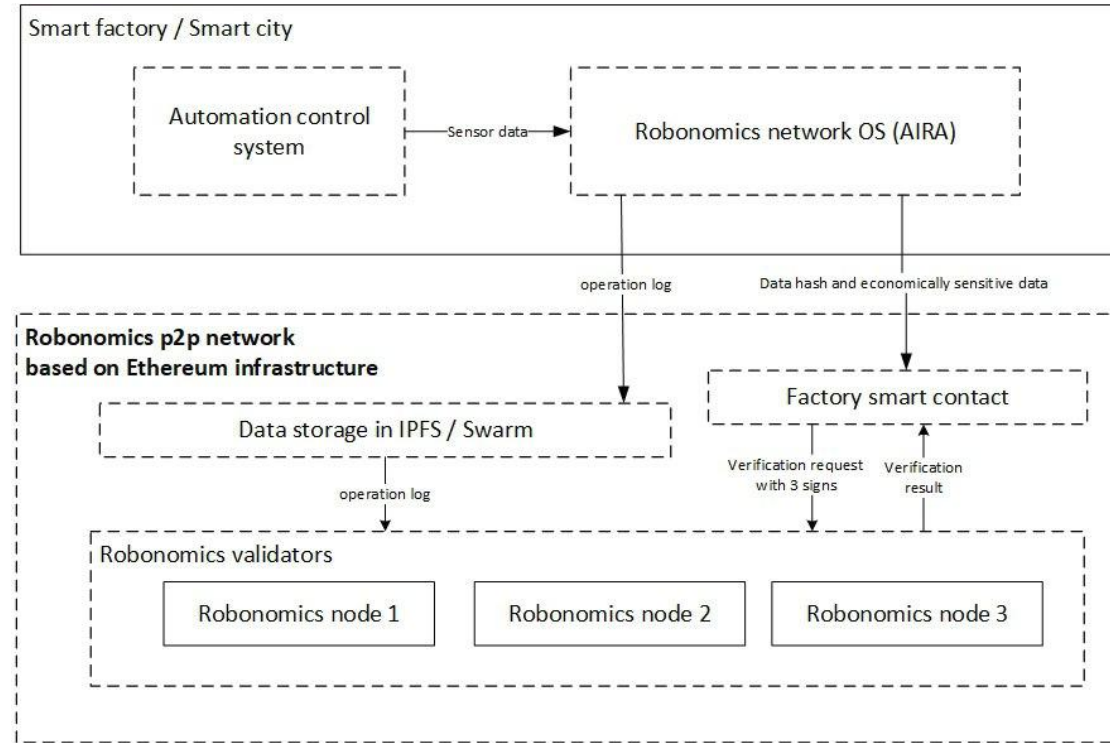 Smart factory / Smart city
Automation control
system
Sensor data
Robonomics network OS (AIRA)
operation log
Data hash and economically sensitive data
Robonomics p2p network
based on Ethereum infrastructure
Factory smart contact
Data storage in IPFS / Swarm
Verification request
with 3 signs
Verification
result
operation log
Robonomics validators
Robonomics node 1
Robonomics node 2
Robonomics node 3